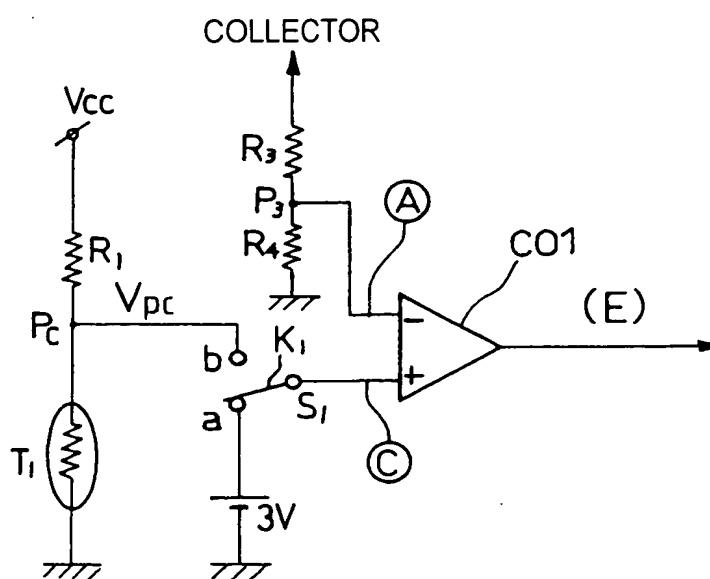 COLLECTOR
Vcc
R3
P3
A
R4
CO1
R1
Vpc
(E)
Pc
b
K1
−
+
a
S1
C
T1
3V